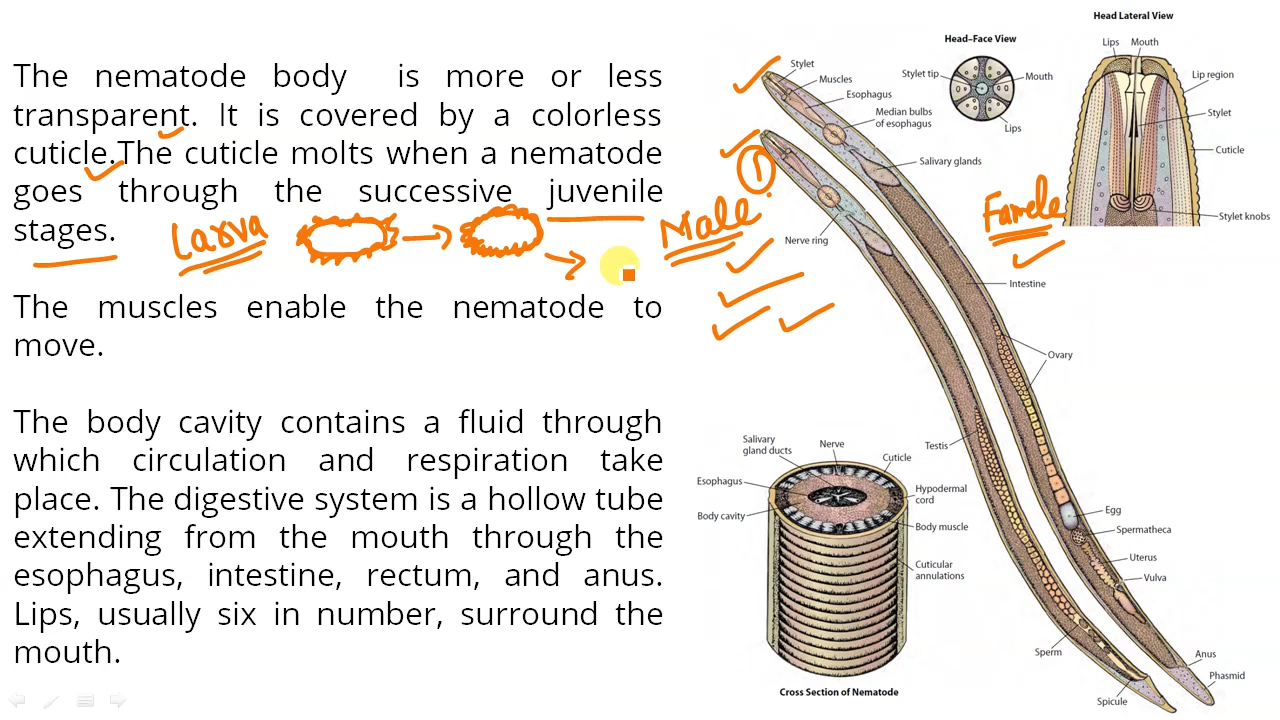 The nematode body is more or less
transparent. It is covered by a colorless
cuticle.The cuticle molts when a nematode
goes through the successive juvenile
stages.
Larva
Male
①
Famele
The muscles enable the nematode to
move.
The body cavity contains a fluid through
which circulation and respiration take
place. The digestive system is a hollow tube
extending from the mouth through the
esophagus, intestine, rectum, and anus.
Lips, usually six in number, surround the
mouth.
Stylet
Muscles
Esophagus
Median bulbs
of esophagus
Salivary glands
Nerve ring
Intestine
Ovary
Testis
Egg
Spermatheca
Uterus
Vulva
Sperm
Anus
Phasmid
Spicule
Head–Face View
Stylet tip
Mouth
Lips
Head Lateral View
Lips
Mouth
Lip region
Stylet
Cuticle
Stylet knobs
Salivary
gland ducts
Nerve
Cuticle
Esophagus
Hypodermal
cord
Body cavity
Body muscle
Cuticular
annulations
Cross Section of Nematode